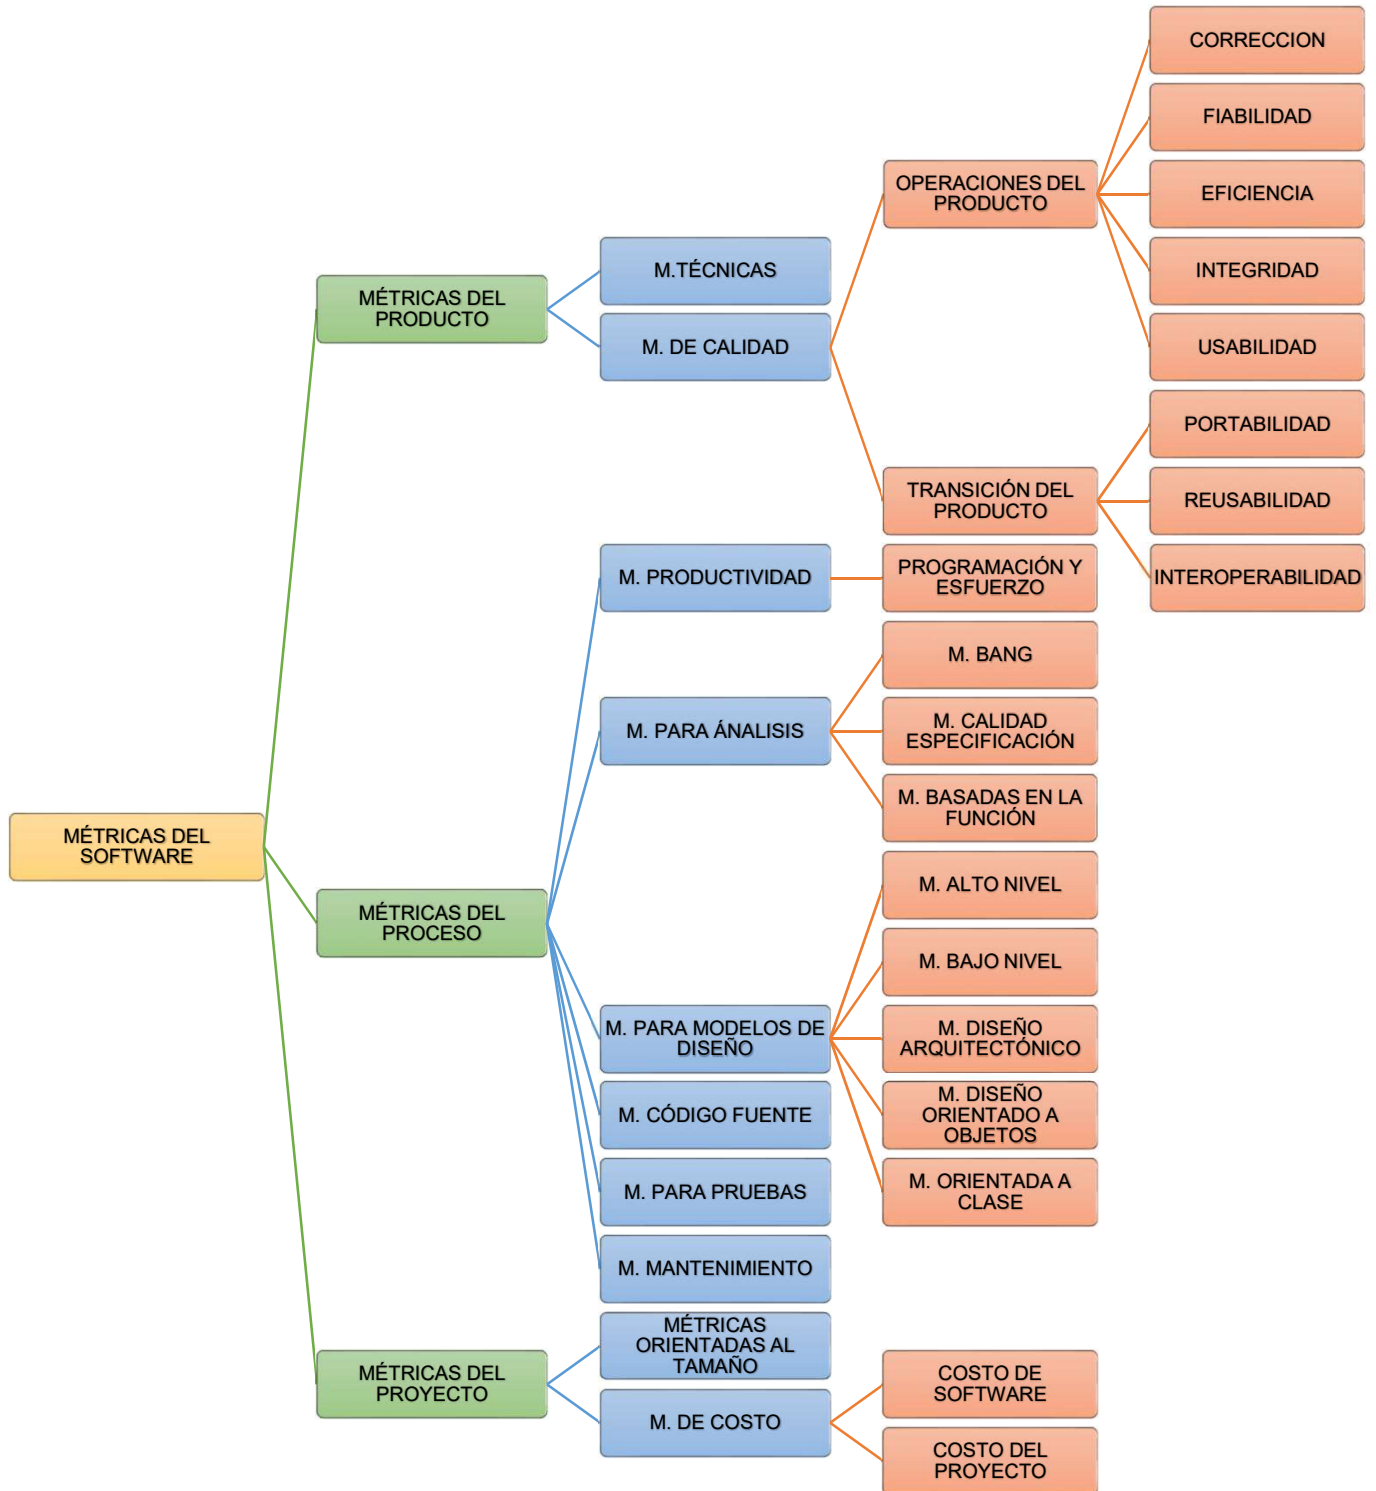 MÉTRICAS DEL
SOFTWARE
MÉTRICAS DEL
PRODUCTO
M.TÉCNICAS
M. DE CALIDAD
OPERACIONES DEL
PRODUCTO
CORRECCION
FIABILIDAD
EFICIENCIA
INTEGRIDAD
USABILIDAD
TRANSICIÓN DEL
PRODUCTO
PORTABILIDAD
REUSABILIDAD
INTEROPERABILIDAD
MÉTRICAS DEL
PROCESO
M. PRODUCTIVIDAD
PROGRAMACIÓN Y
ESFUERZO
M. PARA ÁNALISIS
M. BANG
M. CALIDAD
ESPECIFICACIÓN
M. BASADAS EN LA
FUNCIÓN
M. PARA MODELOS DE
DISEÑO
M. ALTO NIVEL
M. BAJO NIVEL
M. DISEÑO
ARQUITECTÓNICO
M. DISEÑO
ORIENTADO A
OBJETOS
M. ORIENTADA A
CLASE
M. CÓDIGO FUENTE
M. PARA PRUEBAS
M. MANTENIMIENTO
MÉTRICAS DEL
PROYECTO
MÉTRICAS
ORIENTADAS AL
TAMAÑO
M. DE COSTO
COSTO DE
SOFTWARE
COSTO DEL
PROYECTO